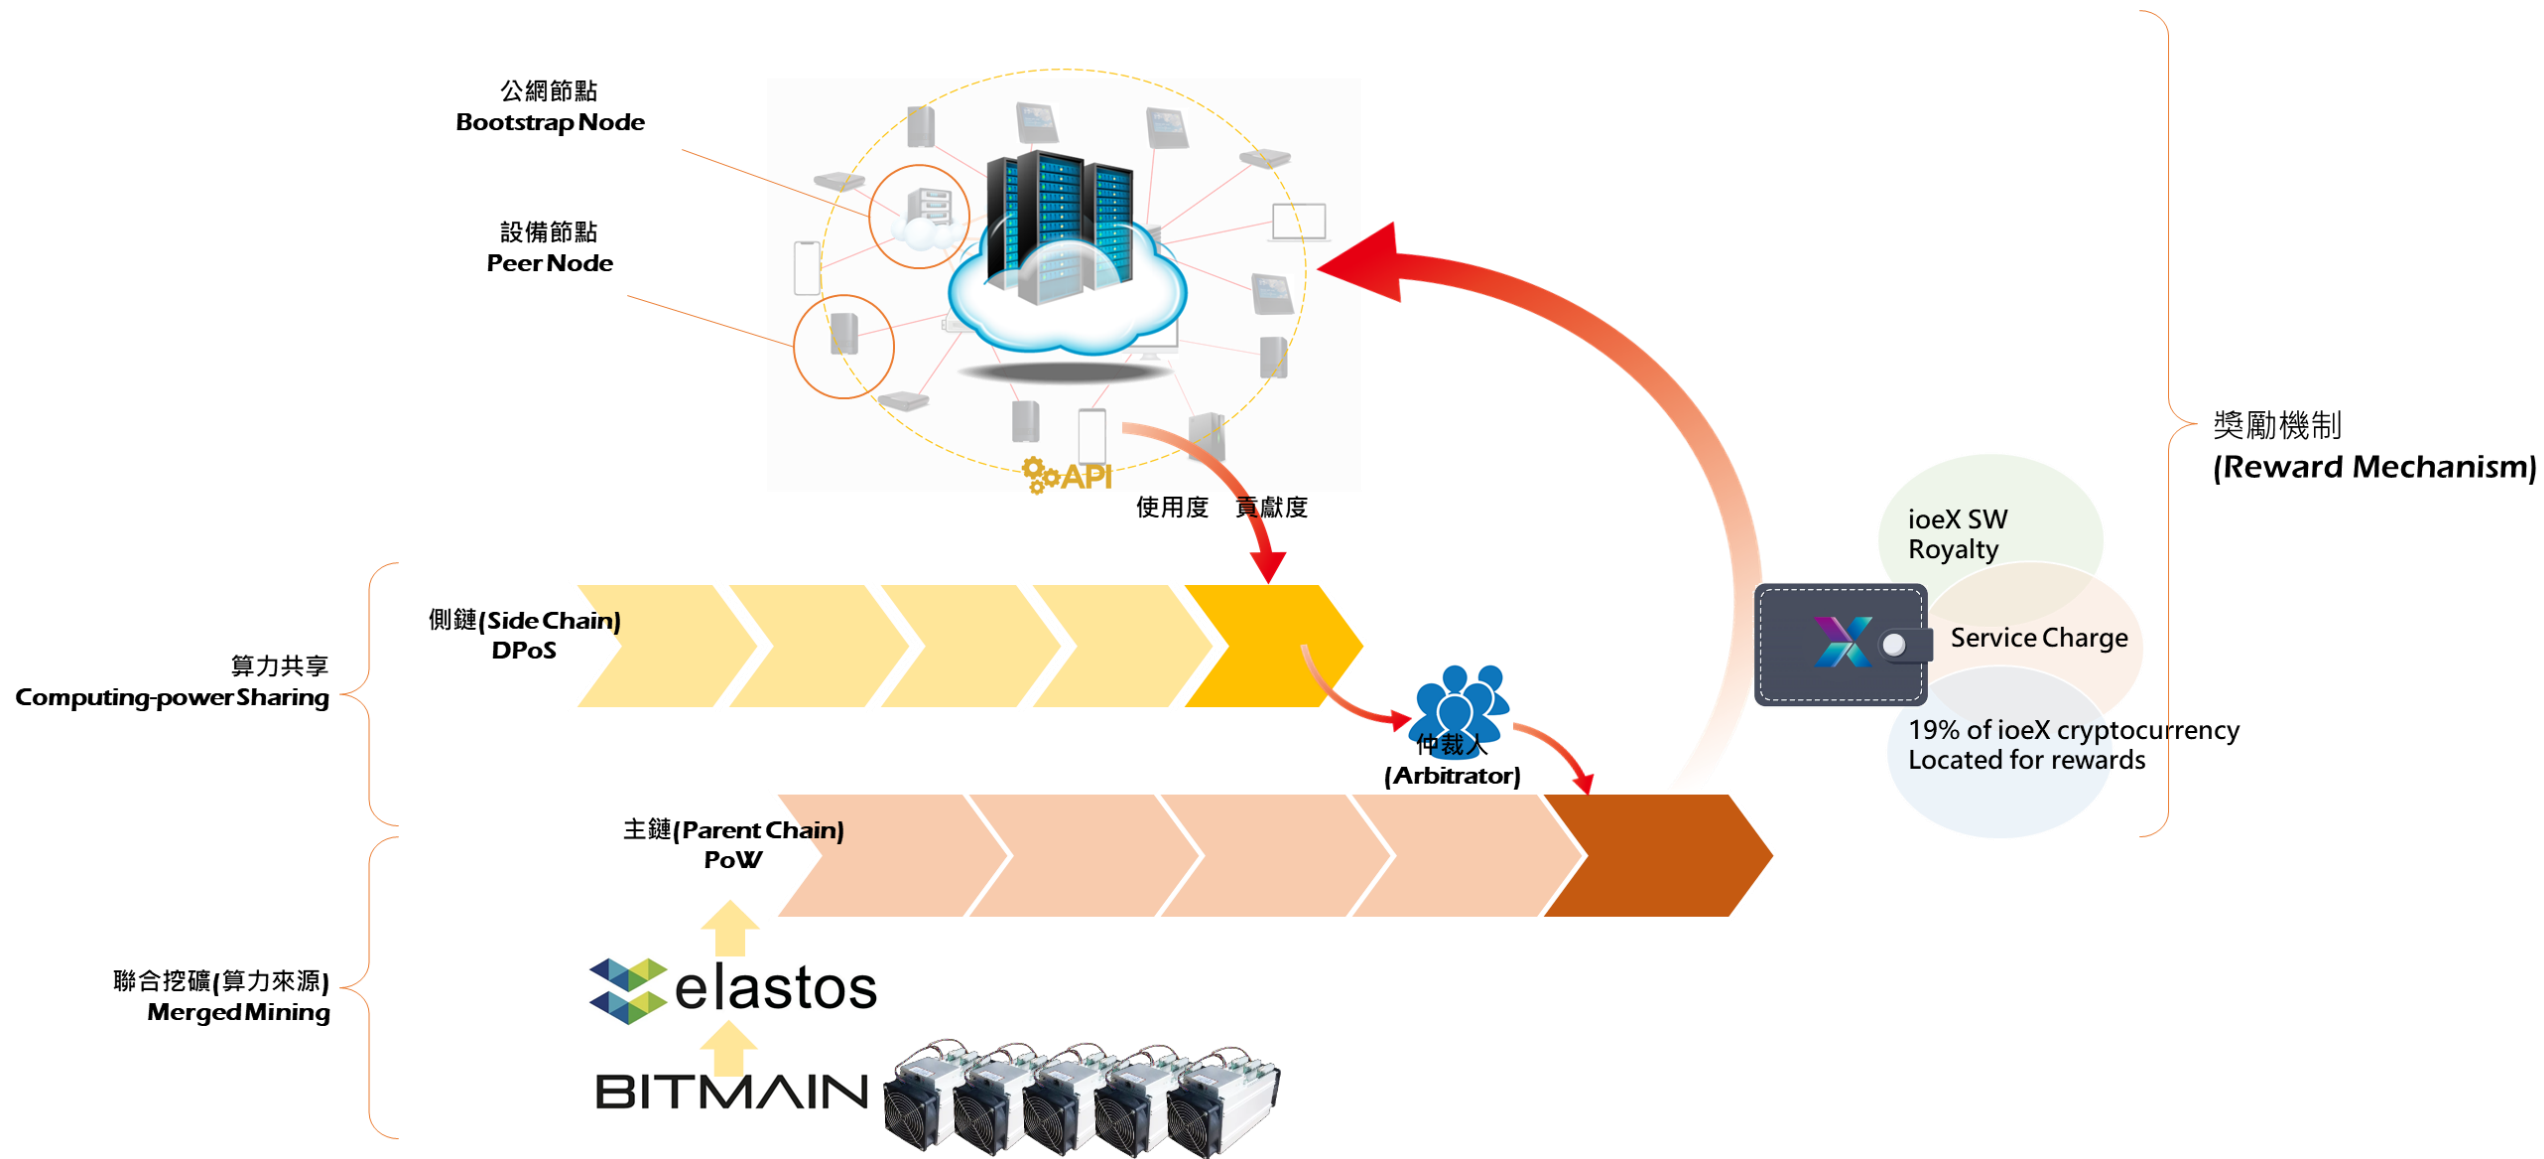 公網節點
Bootstrap Node
設備節點
Peer Node
API
使用度 貢獻度
獎勵機制
(Reward Mechanism)
ioeX SW
Royalty
Service Charge
19% of ioeX cryptocurrency
Located for rewards
側鏈(Side Chain)
DPoS
算力共享
Computing-power Sharing
仲裁人
(Arbitrator)
主鏈(Parent Chain)
PoW
聯合挖礦(算力來源)
Merged Mining
elastos
BITMAIN